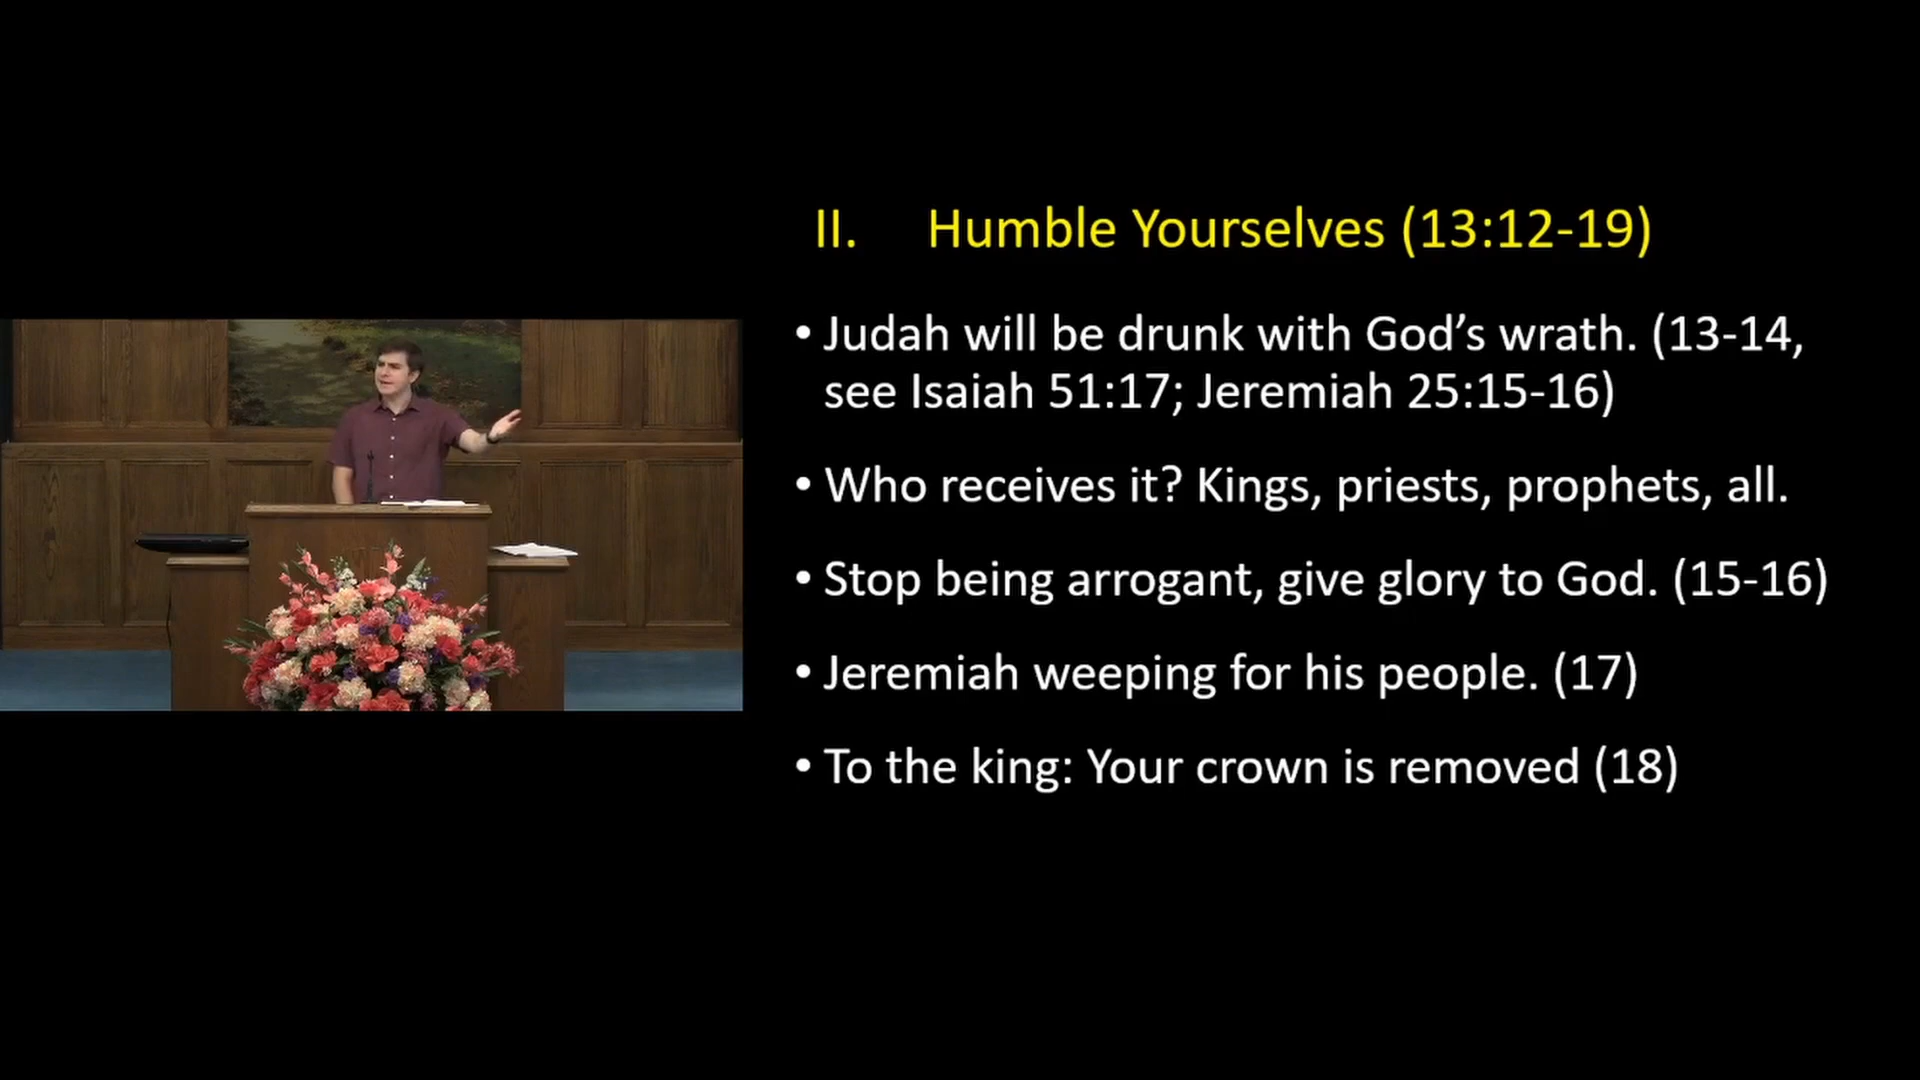 II. Humble Yourselves (13:12-19)
• Judah will be drunk with God’s wrath. (13-14,
see Isaiah 51:17; Jeremiah 25:15-16)
• Who receives it? Kings, priests, prophets, all.
• Stop being arrogant, give glory to God. (15-16)
• Jeremiah weeping for his people. (17)
• To the king: Your crown is removed (18)